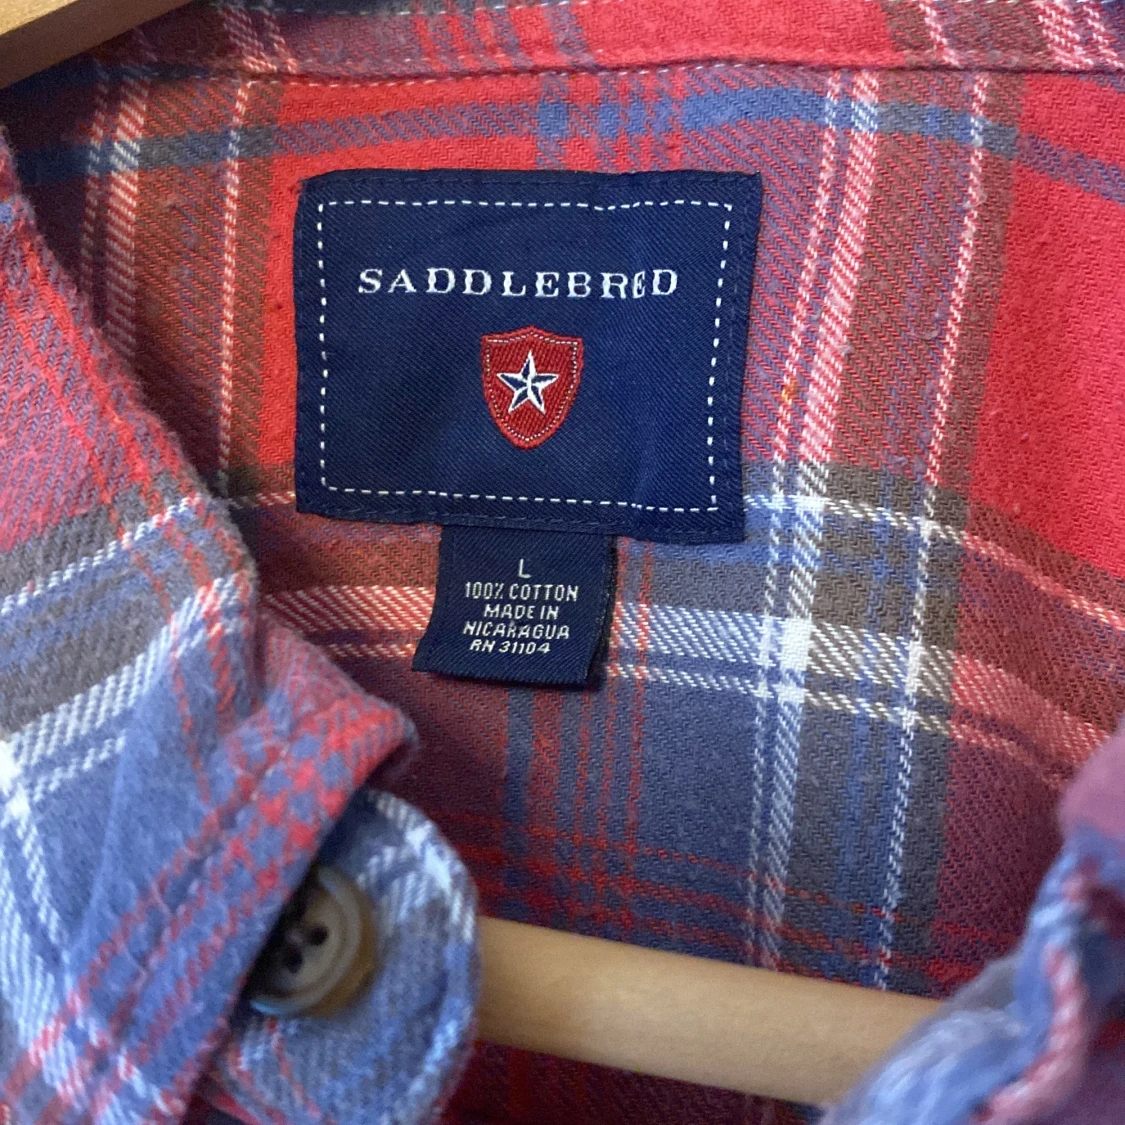 SADDLEBRED
L
100% COTTON
MADE IN
NICARAGUA
RN 31104